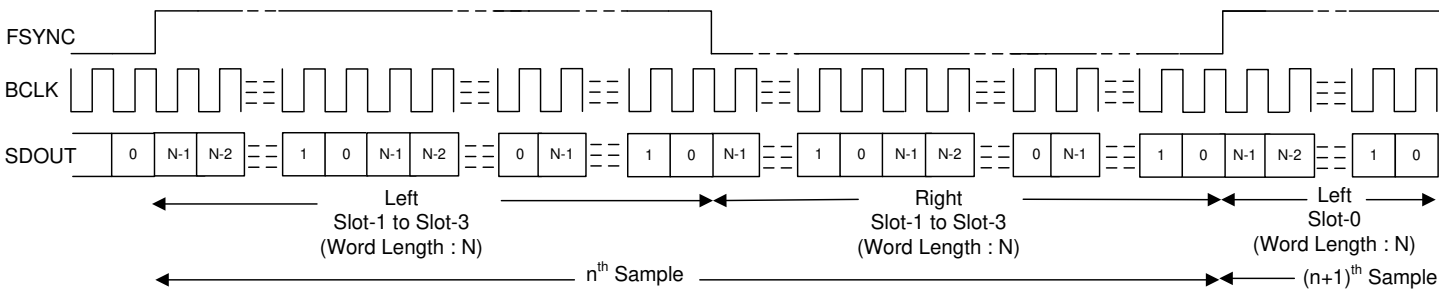 FSYNC
BCLK
SDOUT 0 N-1 N-2 1 0 N-1 N-2 0 N-1 1 0 N-1 1 0 N-1 N-2 0 N-1 1 0 N-1 N-2 1 0
Left Right Left
Slot-1 to Slot-3 Slot-1 to Slot-3 Slot-0
(Word Length : N) (Word Length : N) (Word Length : N)
nth Sample (n+1)th Sample